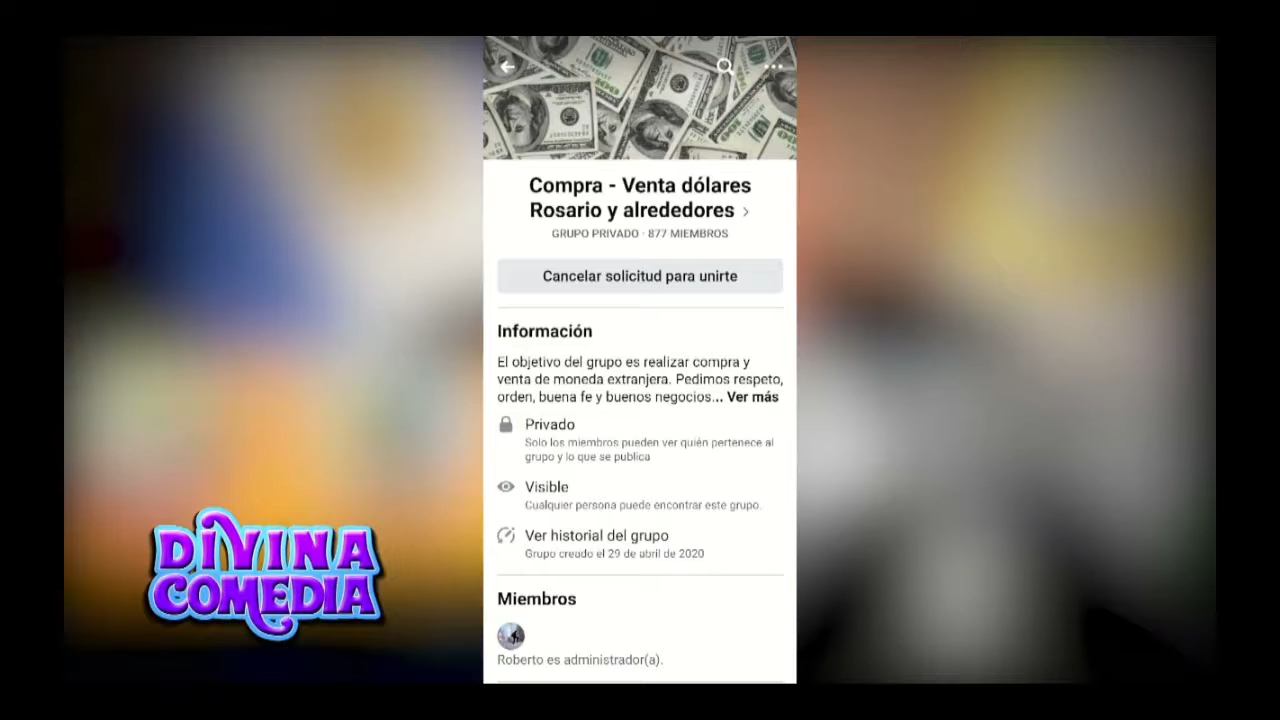 Compra - Venta dólares
Rosario y alrededores >
GRUPO PRIVADO · 877 MIEMBROS
Cancelar solicitud para unirte
Información
El objetivo del grupo es realizar compra y
venta de moneda extranjera. Pedimos respeto,
orden, buena fe y buenos negocios... Ver más
Privado
Solo los miembros pueden ver quién pertenece al
grupo y lo que se publica
Visible
Cualquier persona puede encontrar este grupo.
Ver historial del grupo
Grupo creado el 29 de abril de 2020
Miembros
Roberto es administrador(a).
DIVINA
COMEDIA